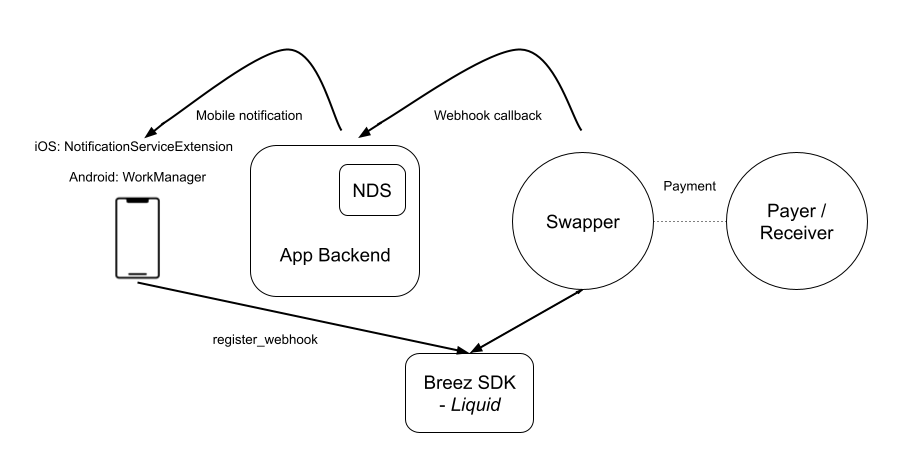 Mobile notification
Webhook callback
iOS: NotificationServiceExtension
Android: WorkManager
NDS
App Backend
Swapper
Payment
Payer /
Receiver
register_webhook
Breez SDK
- Liquid